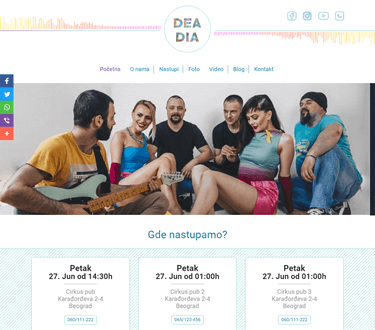 DEA
DIA
Početna
O nama
Nastupi
Foto
Video
Blog
Kontakt
Gde nastupamo?
Petak
27. Jun od 14:30h
Cirkus pub
Karađorđeva 2-4
Beograd
060/111-222
Petak
27. Jun od 01:00h
Cirkus pub 2
Karađorđeva 2-4
Beograd
065/123-456
Petak
27. Jun od 01:00h
Cirkus pub 3
Karađorđeva 2-4
Beograd
060/111-222